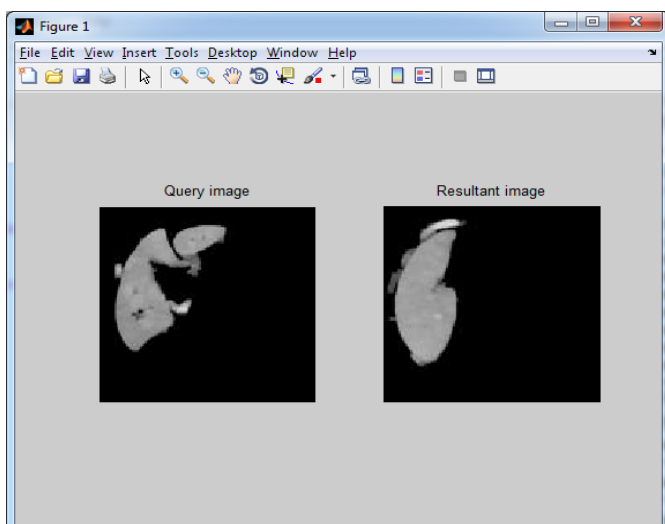 Figure 1
File Edit View Insert Tools Desktop Window Help
Query image Resultant image